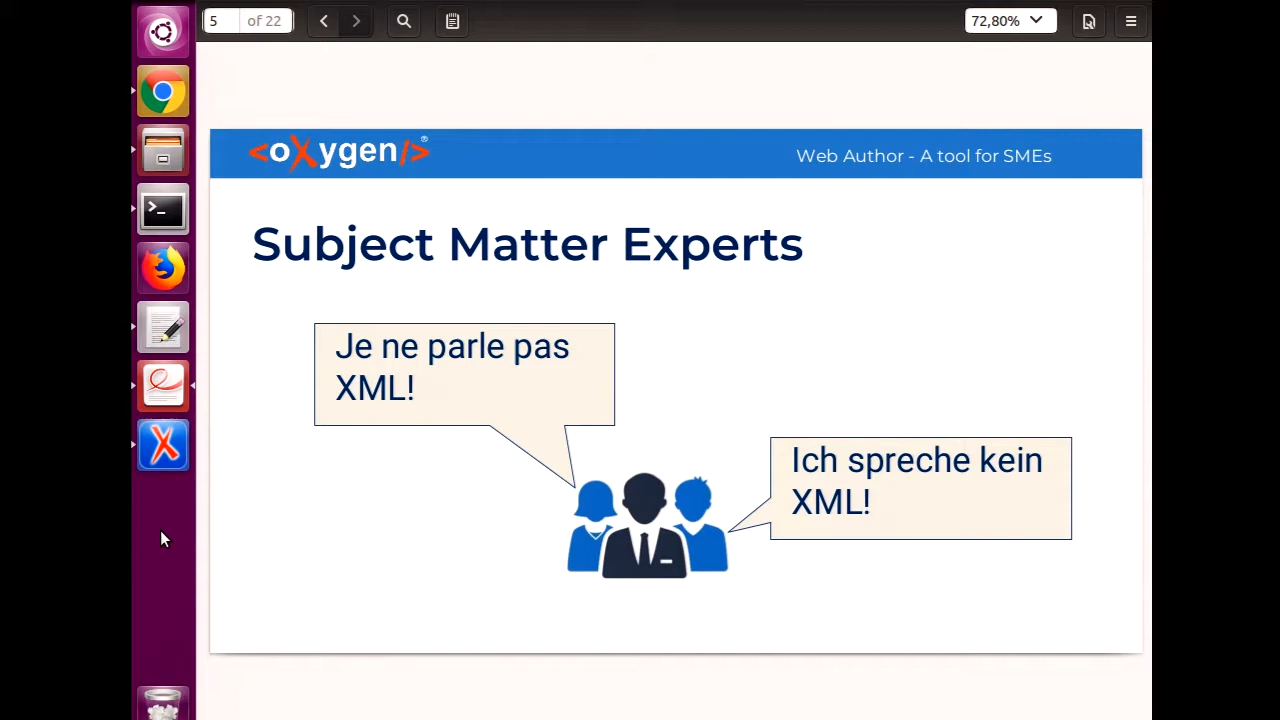 5 of 22
72,80%
<oXygen/>®
Web Author - A tool for SMEs
Subject Matter Experts
Je ne parle pas
XML!
Ich spreche kein
XML!